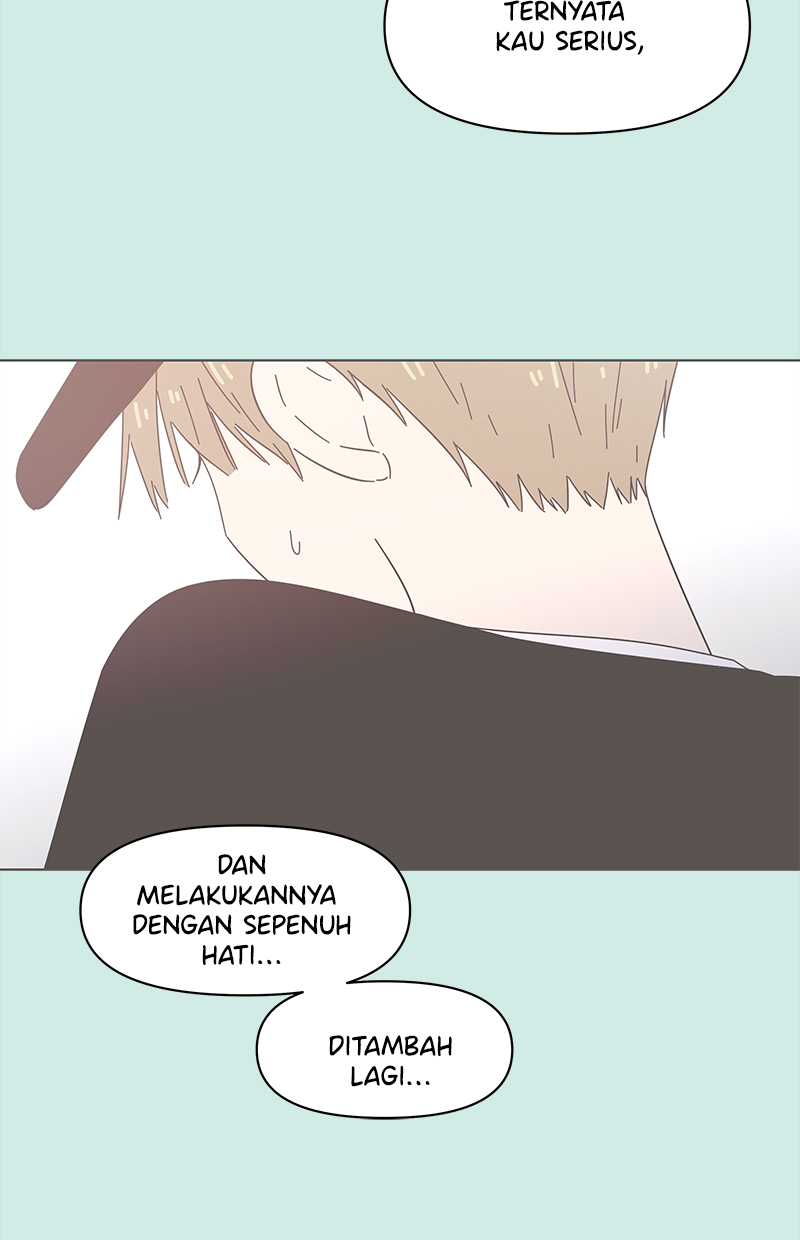 TERNYATA
KAU SERIUS,
DAN
MELAKUKANNYA
DENGAN SEPENUH
HATI...
DITAMBAH
LAGI...